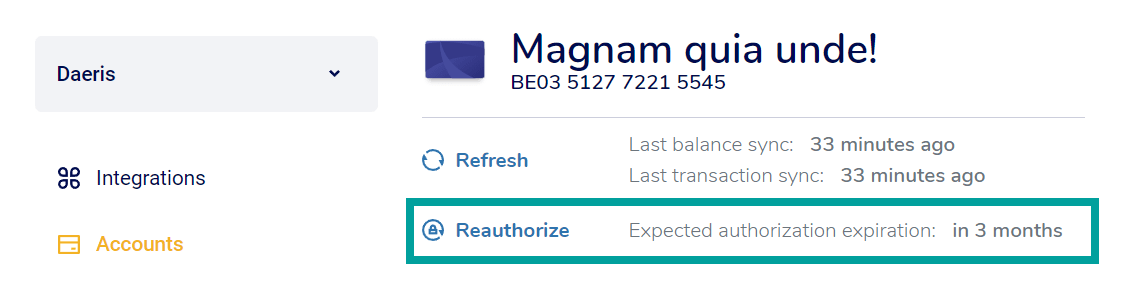 Daeris
Integrations
Accounts
Magnam quia unde!
BE03 5127 7221 5545
Refresh
Last balance sync: 33 minutes ago
Last transaction sync: 33 minutes ago
Reauthorize
Expected authorization expiration: in 3 months